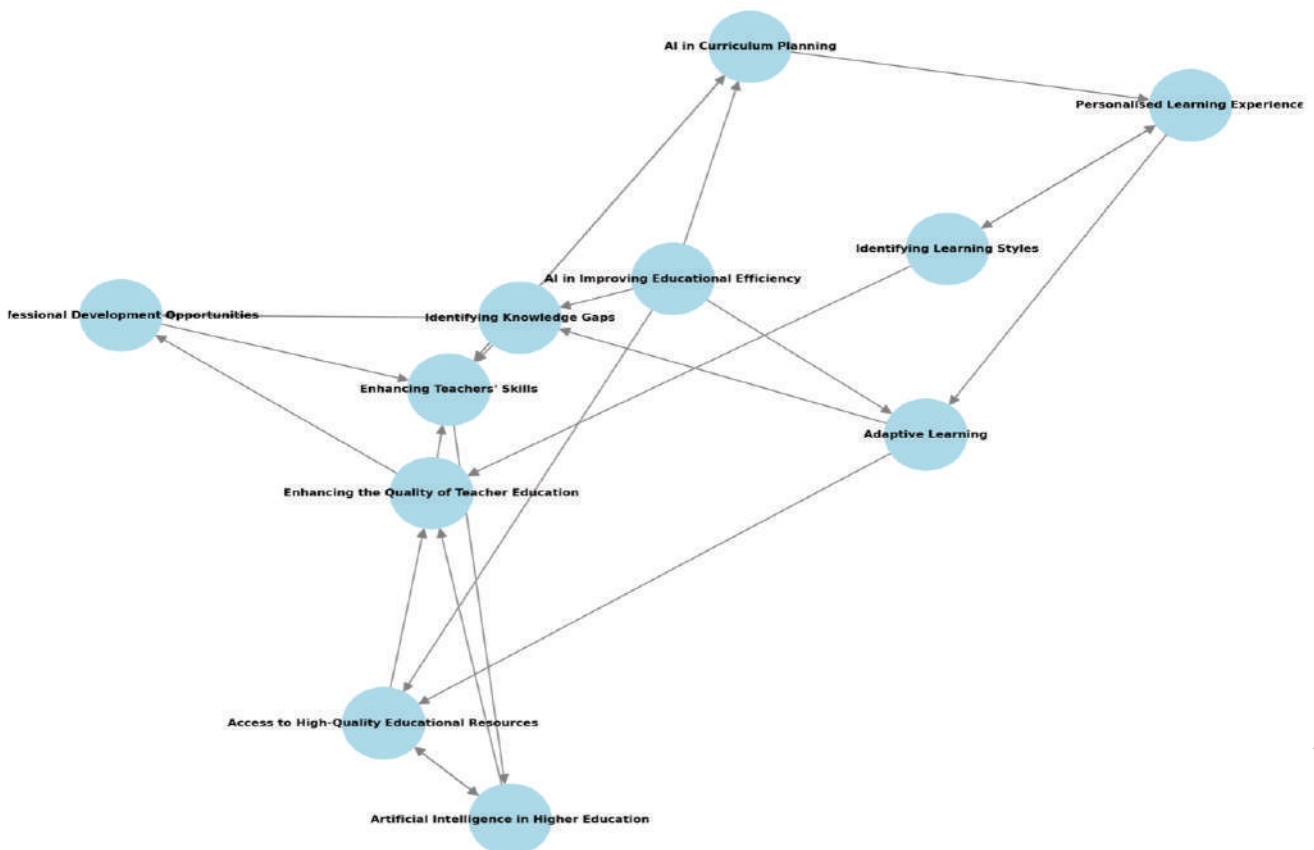 AI in Curriculum Planning
Personalised Learning Experience
Identifying Learning Styles
AI in Improving Educational Efficiency
fessional Development Opportunities
Identifying Knowledge Gaps
Enhancing Teachers' Skills
Adaptive Learning
Enhancing the Quality of Teacher Education
Access to High-Quality Educational Resources
Artificial Intelligence in Higher Education